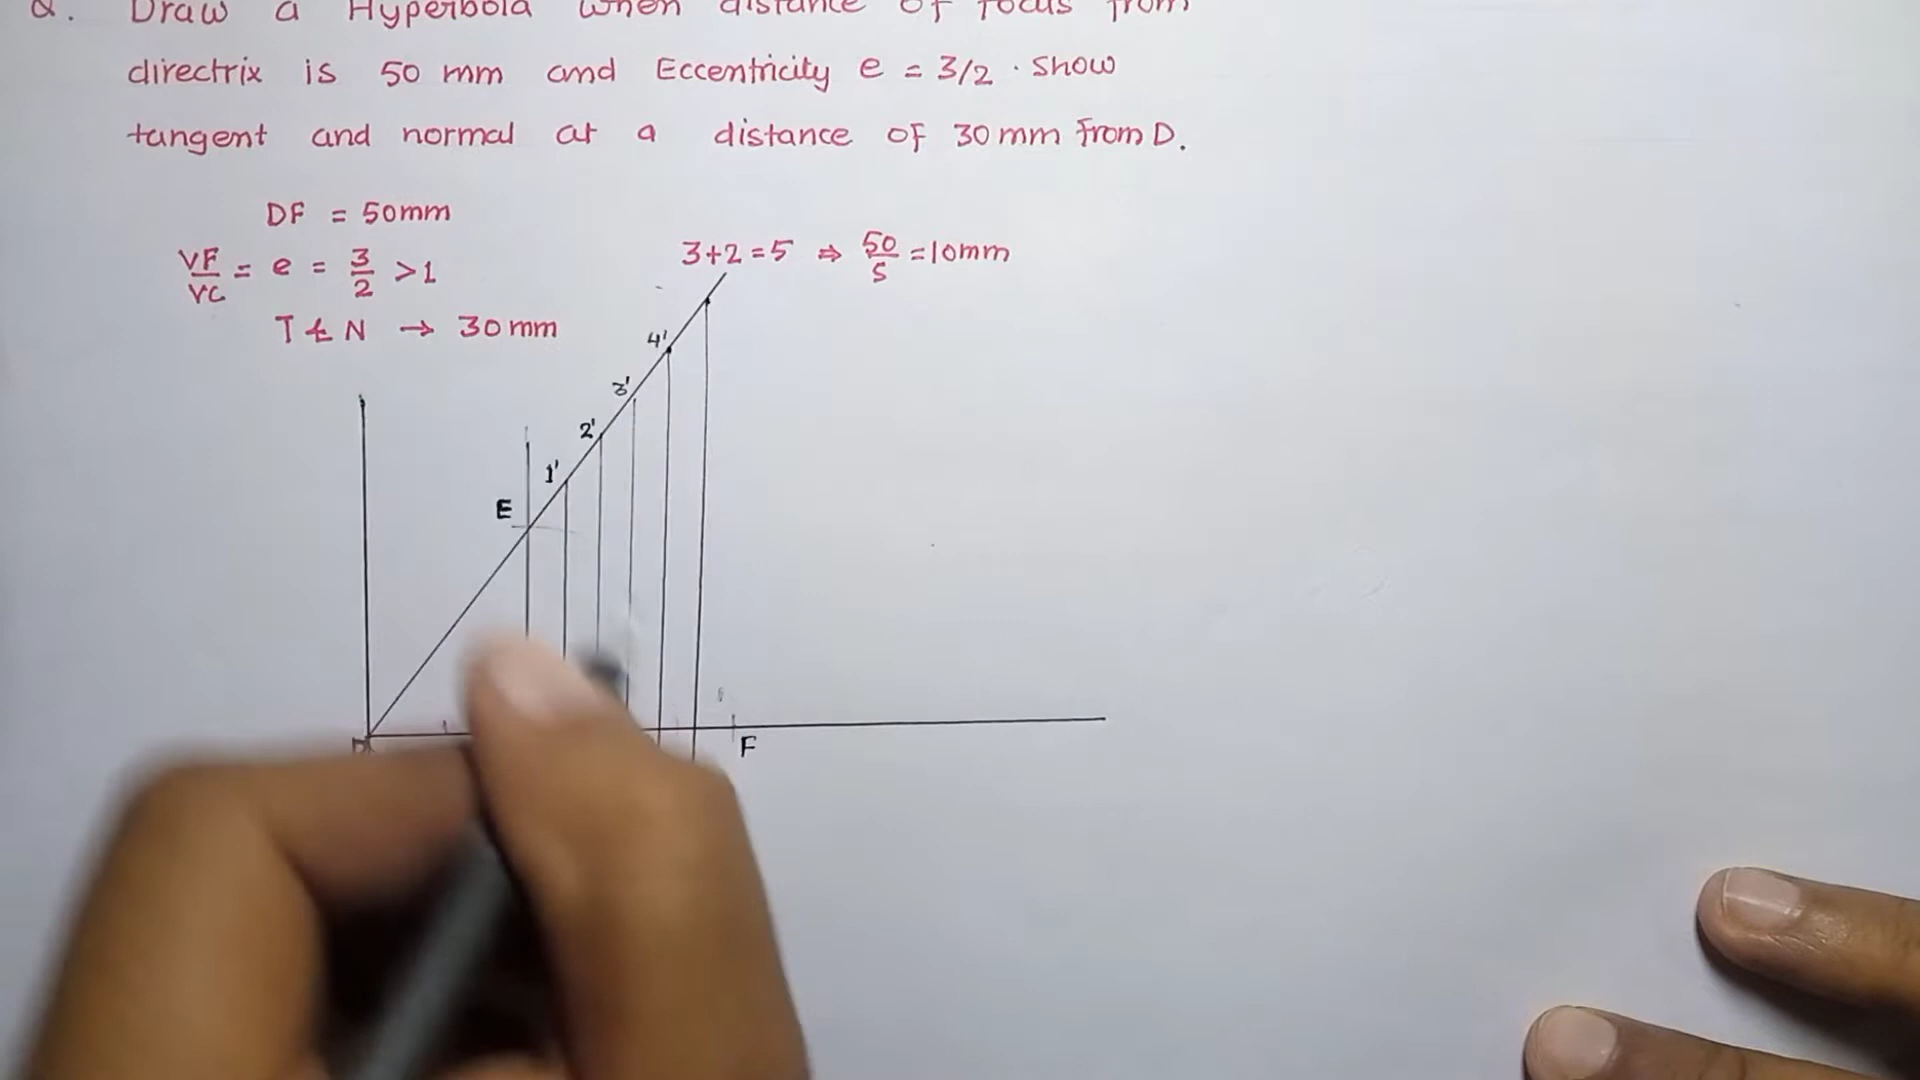 Q. Draw a Hyperbola when distance of focus from
directrix is 50 mm and Eccentricity e = 3/2 . Show
tangent and normal at a distance of 30 mm from D.
DF = 50mm
VF/VC = e = 3/2 >1
3+2=5 ⇒ 50/5 =10mm
T & N → 30 mm
4'
3'
2'
1'
E
D
F